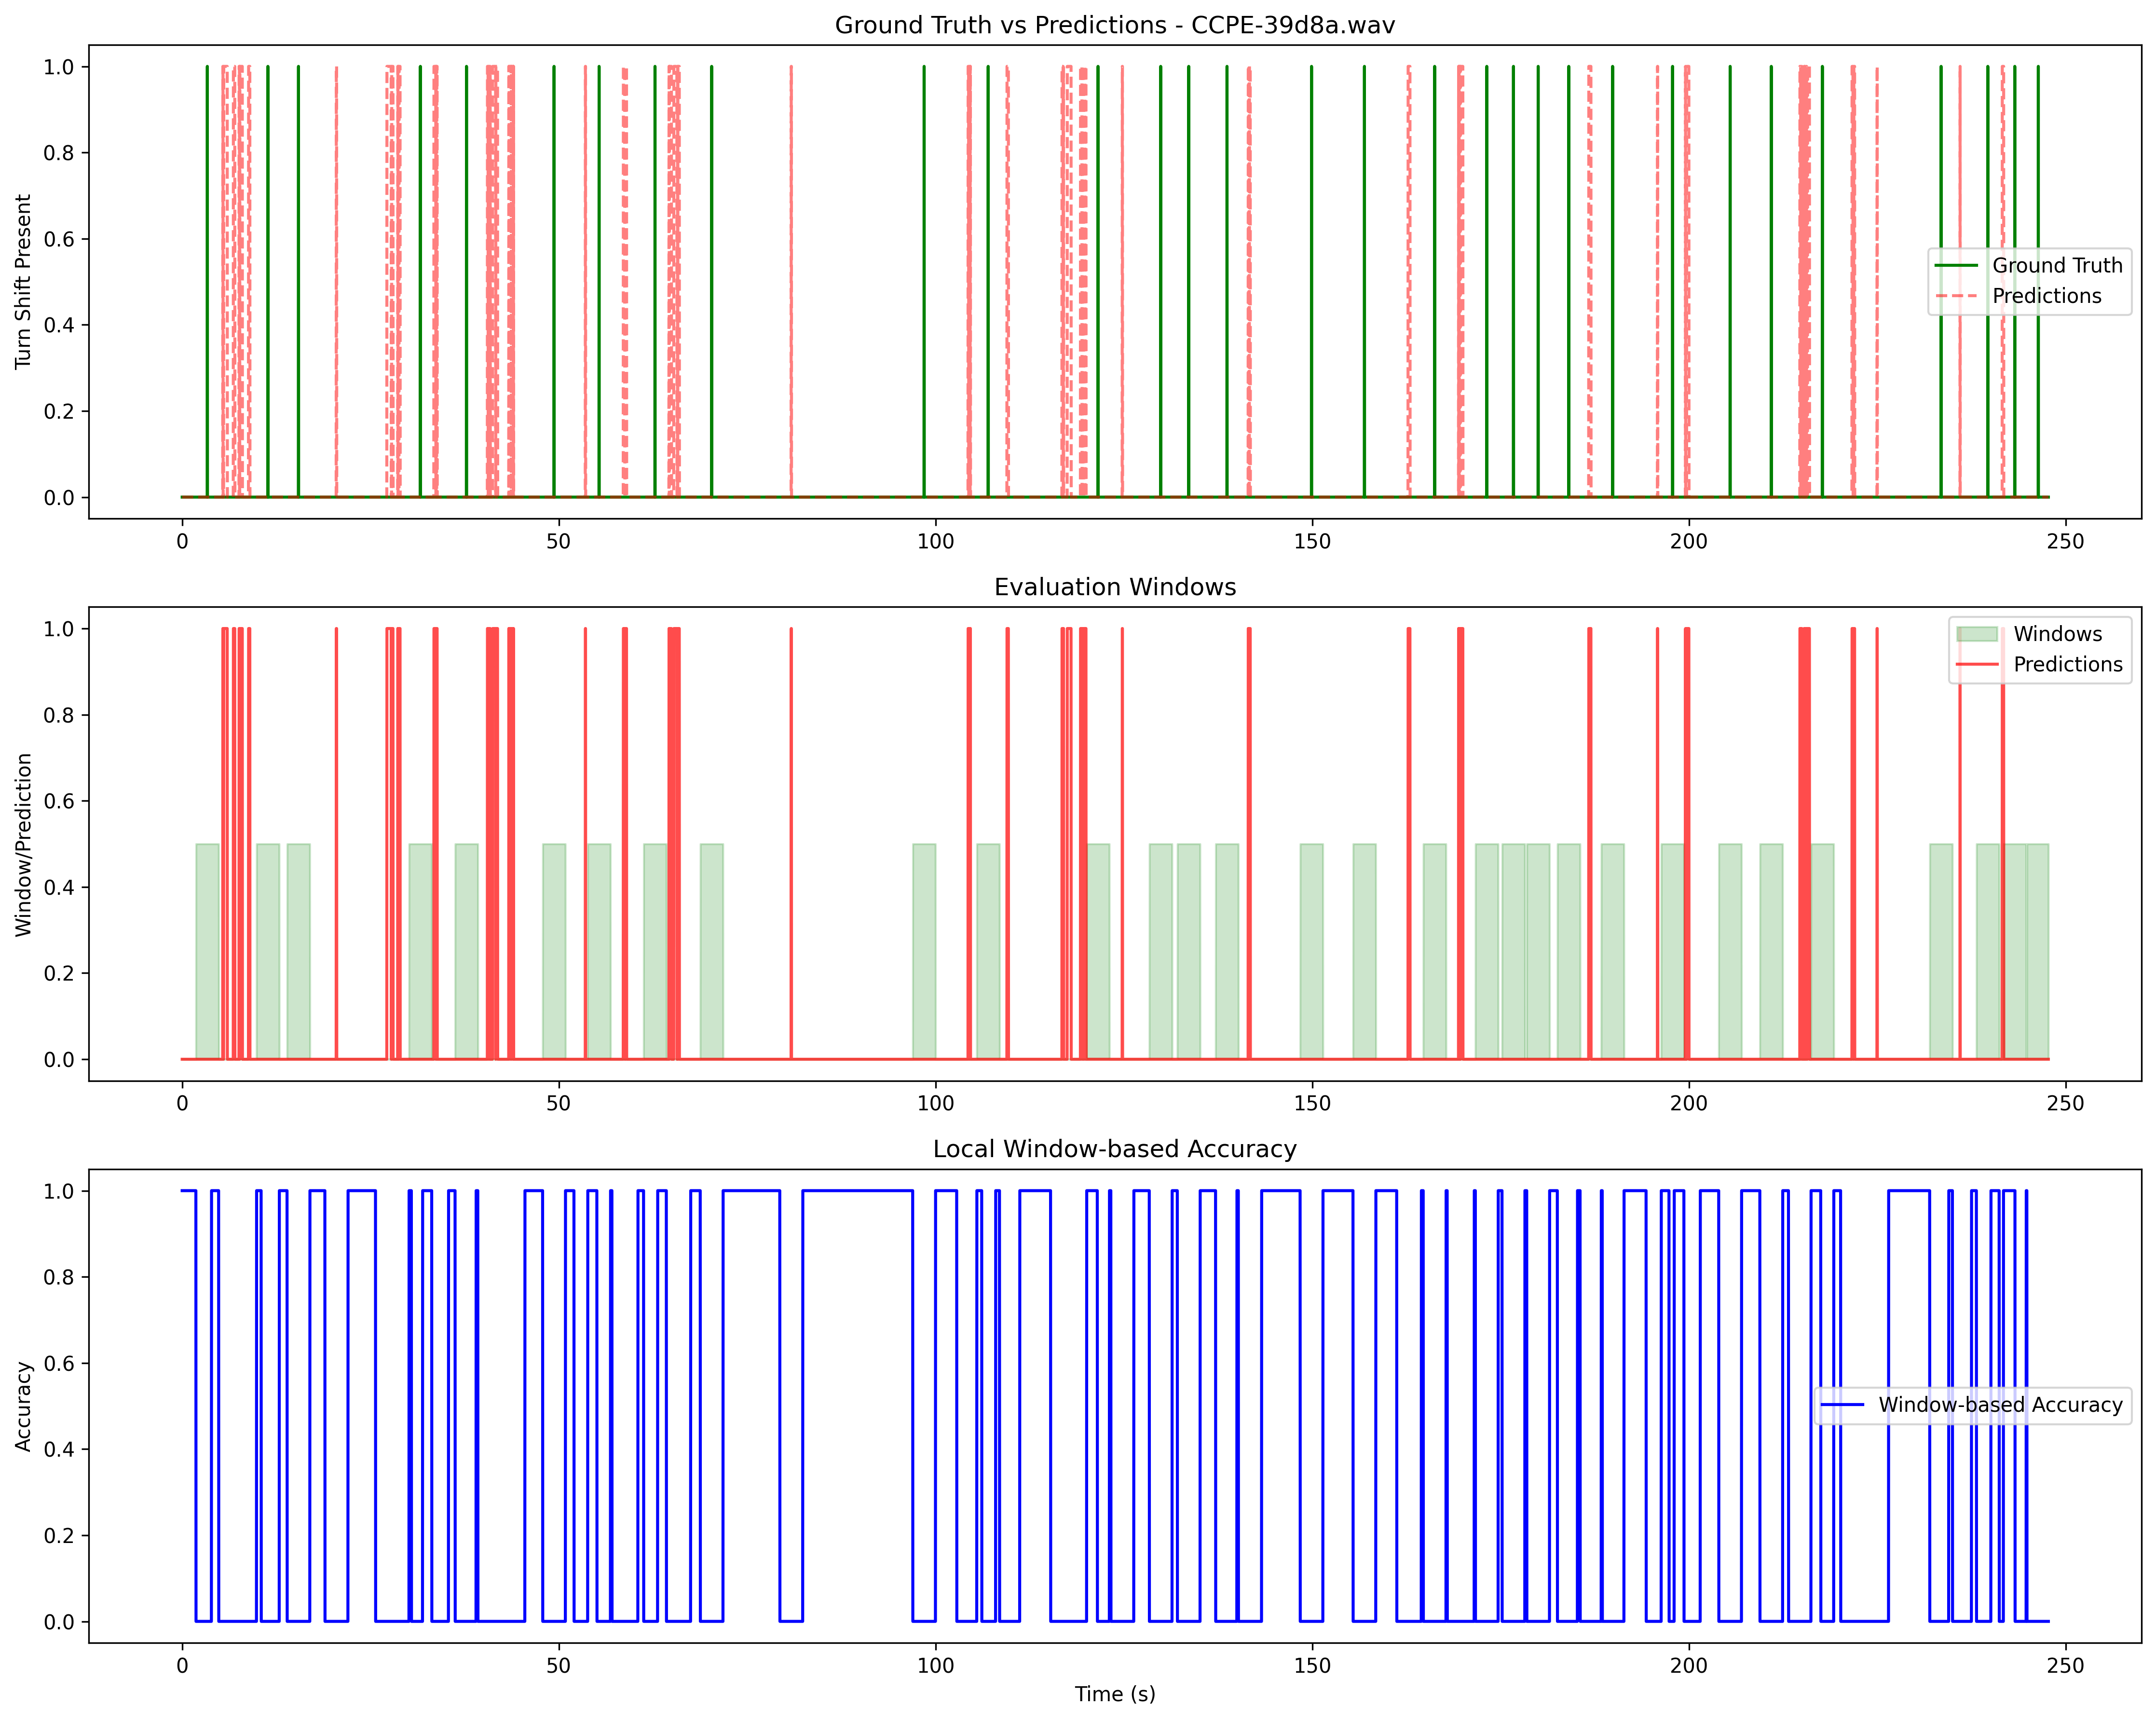 Ground Truth vs Predictions - CCPE-39d8a.wav
1.0
0.8
0.6
0.4
0.2
0.0
Turn Shift Present
Ground Truth
Predictions
0 50 100 150 200 250
Evaluation Windows
1.0
0.8
0.6
0.4
0.2
0.0
Window/Prediction
Windows
Predictions
0 50 100 150 200 250
Local Window-based Accuracy
1.0
0.8
0.6
0.4
0.2
0.0
Accuracy
Window-based Accuracy
0 50 100 150 200 250
Time (s)